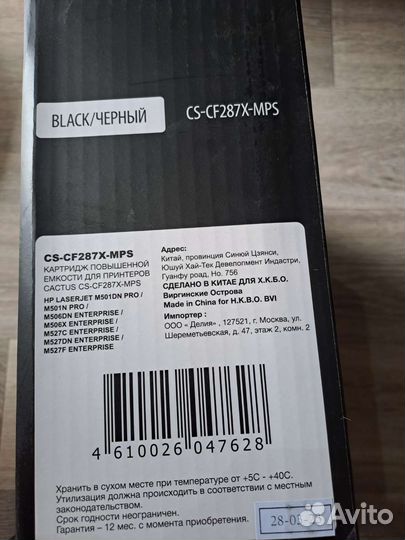 BLACK/ЧЕРНЫЙ
CS-CF287X-MPS
CS-CF287X-MPS
КАРТРИДЖ ПОВЫШЕННОЙ
ЕМКОСТИ ДЛЯ ПРИНТЕРОВ
CACTUS CS-CF287X-MPS
HP LASERJET M501DN PRO /
M501N PRO /
M506DN ENTERPRISE /
M506X ENTERPRISE /
M527C ENTERPRISE /
M527DN ENTERPRISE /
M527F ENTERPRISE
Адрес:
Китай, провинция Синюй Цзянси,
Юшуй Хай-Тек Девелопмент Индастри,
Гуанфу роад, Но. 756
СДЕЛАНО В КИТАЕ ДЛЯ Х.К.Б.О.
Виргинские Острова
Made in China for H.K.B.O. BVI
Импортер :
ООО «Делия» , 127521, г. Москва, ул.
Шереметьевская, д. 47, этаж 2, комн. 2
4 610026 047628
Хранить в сухом месте при температуре от +5С - +40С.
Утилизация должна происходить в соответствии с местным
законодательством.
Срок годности неограничен.
Гарантия – 12 мес. с момента приобретения.
Avito